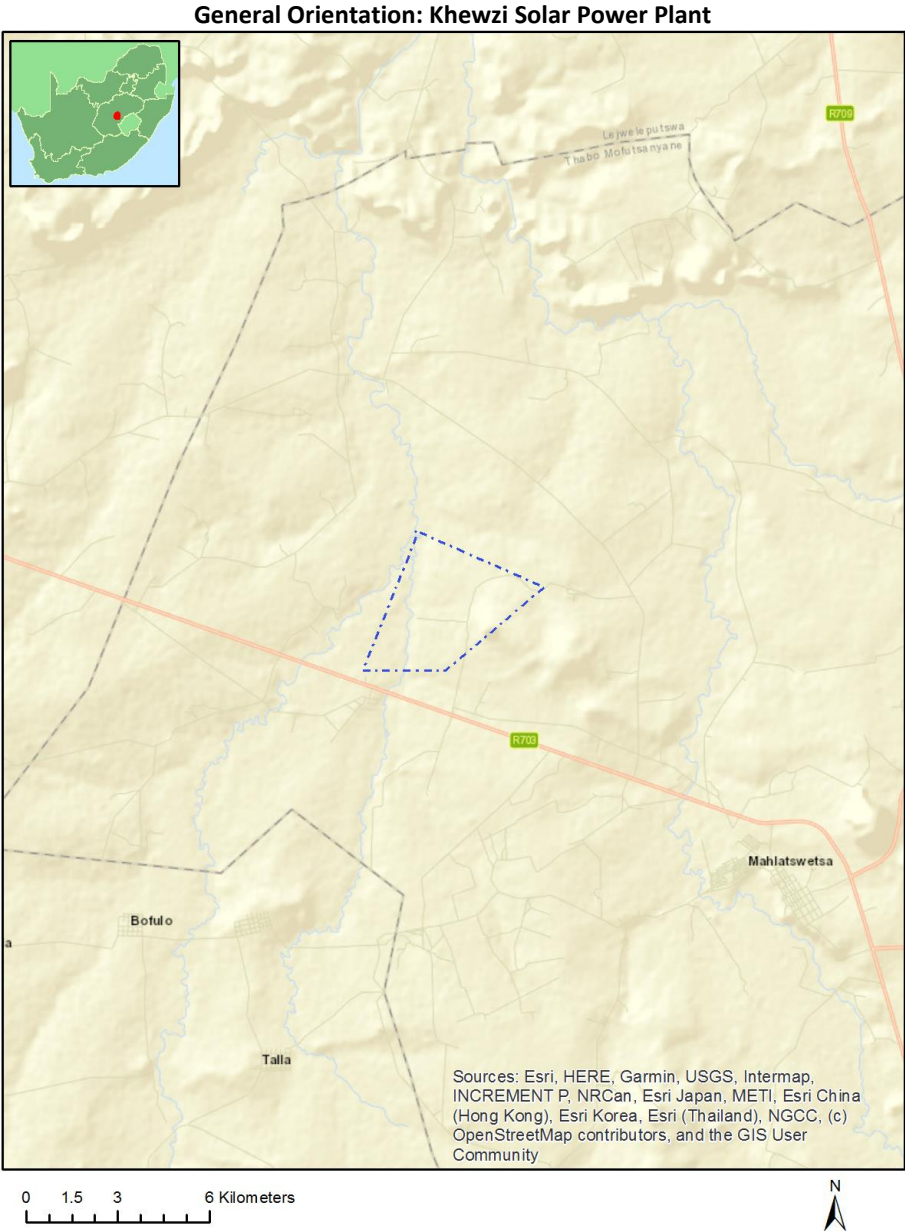 General Orientation: Khewzi Solar Power Plant
R709
Lejweleputswa
Thabo Mofutsanyane
R703
Mahlatswetsa
Bofulo
a
Talla
Sources: Esri, HERE, Garmin, USGS, Intermap,
INCREMENT P, NRCan, Esri Japan, METI, Esri China
(Hong Kong), Esri Korea, Esri (Thailand), NGCC, (c)
OpenStreetMap contributors, and the GIS User
Community
0 1.5 3 6 Kilometers
N